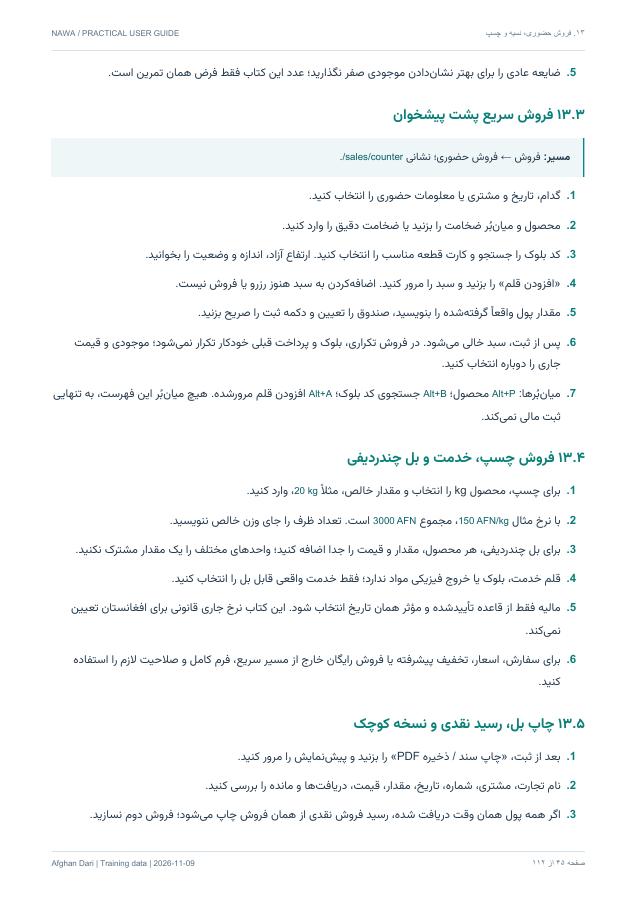 NAWA / PRACTICAL USER GUIDE
۱۳. فروش حضوری، نسیه و چسپ
5. ضایعه عادی را برای بهتر نشان‌دادن موجودی صفر نگذارید؛ عدد این کتاب فقط فرض همان تمرین است.
۱۳.۳ فروش سریع پشت پیشخوان
مسیر: فروش ← فروش حضوری؛ نشانی /sales/counter.
1. گدام، تاریخ و مشتری یا معلومات حضوری را انتخاب کنید.
2. محصول و میان‌بُر ضخامت را بزنید یا ضخامت دقیق را وارد کنید.
3. کد بلوک را جستجو و کارت قطعه مناسب را انتخاب کنید. ارتفاع آزاد، اندازه و وضعیت را بخوانید.
4. «افزودن قلم» را بزنید و سبد را مرور کنید. اضافه‌کردن به سبد هنوز رزرو یا فروش نیست.
5. مقدار پول واقعاً گرفته‌شده را بنویسید، صندوق را تعیین و دکمه ثبت را صریح بزنید.
6. پس از ثبت، سبد خالی می‌شود. در فروش تکراری، بلوک و پرداخت قبلی خودکار تکرار نمی‌شود؛ موجودی و قیمت
جاری را دوباره انتخاب کنید.
7. میان‌بُرها: Alt+P محصول؛ Alt+B جستجوی کد بلوک؛ Alt+A افزودن قلم مرورشده. هیچ میان‌بُر این فهرست، به تنهایی
ثبت مالی نمی‌کند.
۱۳.۴ فروش چسپ، خدمت و بل چندردیفی
1. برای چسپ، محصول kg را انتخاب و مقدار خالص، مثلاً 20 kg، وارد کنید.
2. با نرخ مثال 150 AFN/kg، مجموع 3000 AFN است. تعداد ظرف را جای وزن خالص ننویسید.
3. برای بل چندردیفی، هر محصول، مقدار و قیمت را جدا اضافه کنید؛ واحدهای مختلف را یک مقدار مشترک نکنید.
4. قلم خدمت، بلوک یا خروج فیزیکی مواد ندارد؛ فقط خدمت واقعی قابل بل را انتخاب کنید.
5. مالیه فقط از قاعده تأییدشده و مؤثر همان تاریخ انتخاب شود. این کتاب نرخ جاری قانونی برای افغانستان تعیین
نمی‌کند.
6. برای سفارش، اسعار، تخفیف پیشرفته یا فروش رایگان خارج از مسیر سریع، فرم کامل و صلاحیت لازم را استفاده
کنید.
۱۳.۵ چاپ بل، رسید نقدی و نسخه کوچک
1. بعد از ثبت، «چاپ سند / ذخیره PDF» را بزنید و پیش‌نمایش را مرور کنید.
2. نام تجارت، مشتری، شماره، تاریخ، مقدار، قیمت، دریافت‌ها و مانده را بررسی کنید.
3. اگر همه پول همان وقت دریافت شده، رسید فروش نقدی از همان فروش چاپ می‌شود؛ فروش دوم نسازید.
Afghan Dari | Training data | 2026-11-09
صفحه ۴۵ از ۱۱۲